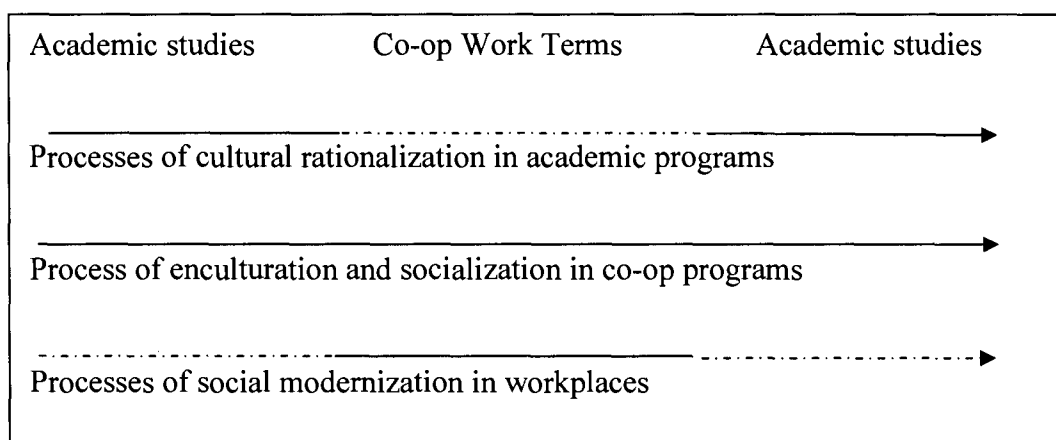 Academic studies Co-op Work Terms Academic studies
Processes of cultural rationalization in academic programs
Process of enculturation and socialization in co-op programs
Processes of social modernization in workplaces